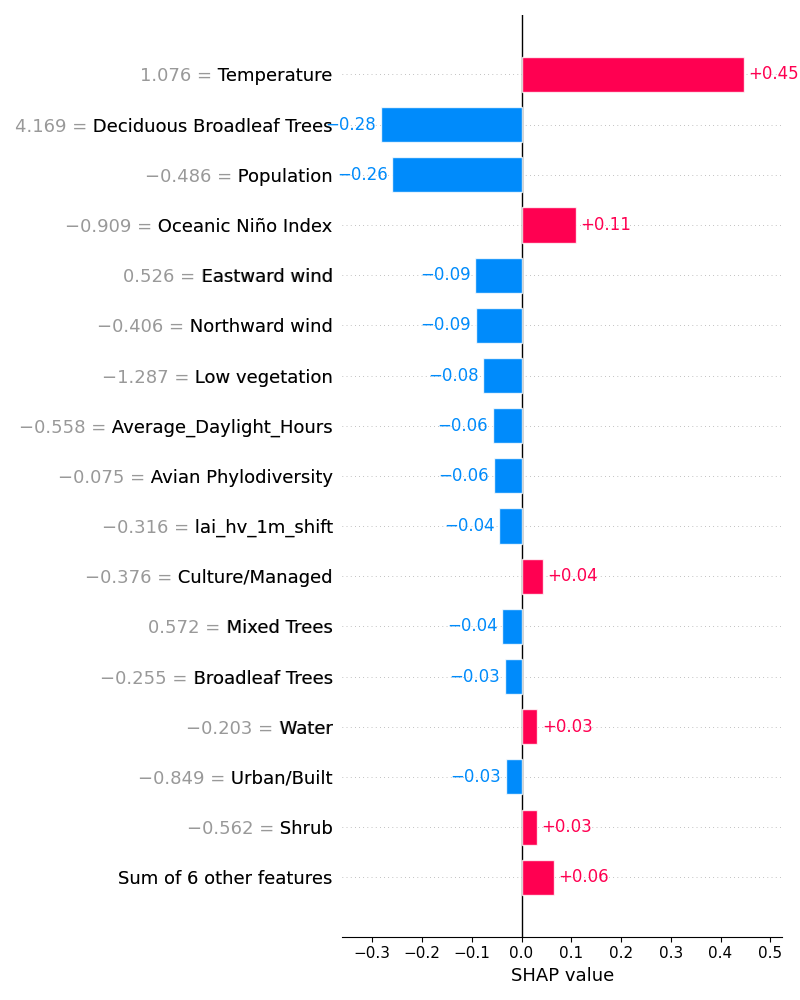 1.076 = Temperature +0.45
4.169 = Deciduous Broadleaf Trees −0.28
−0.486 = Population −0.26
−0.909 = Oceanic Niño Index +0.11
0.526 = Eastward wind −0.09
−0.406 = Northward wind −0.09
−1.287 = Low vegetation −0.08
−0.558 = Average_Daylight_Hours −0.06
−0.075 = Avian Phylodiversity −0.06
−0.316 = lai_hv_1m_shift −0.04
−0.376 = Culture/Managed +0.04
0.572 = Mixed Trees −0.04
−0.255 = Broadleaf Trees −0.03
−0.203 = Water +0.03
−0.849 = Urban/Built −0.03
−0.562 = Shrub +0.03
Sum of 6 other features +0.06
−0.3 −0.2 −0.1 0.0 0.1 0.2 0.3 0.4 0.5
SHAP value